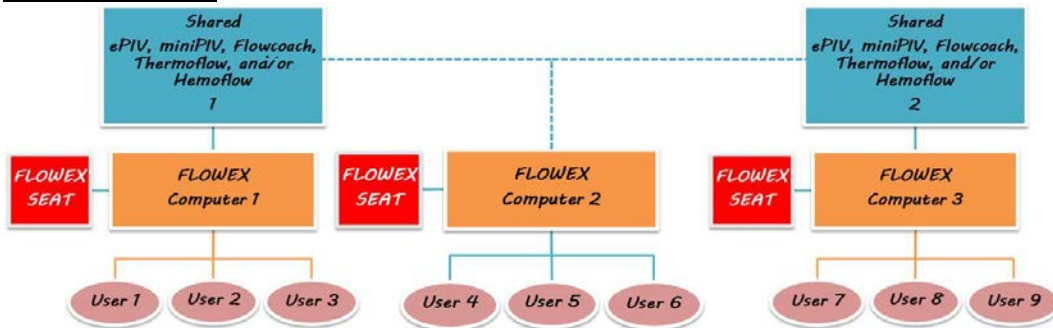 Shared
ePIV, miniPIV, Flowcoach,
Thermoflow, and/or
Hemoflow
1
Shared
ePIV, miniPIV, Flowcoach,
Thermoflow, and/or
Hemoflow
2
FLOWEX
SEAT
FLOWEX
Computer 1
FLOWEX
SEAT
FLOWEX
Computer 2
FLOWEX
SEAT
FLOWEX
Computer 3
User 1
User 2
User 3
User 4
User 5
User 6
User 7
User 8
User 9